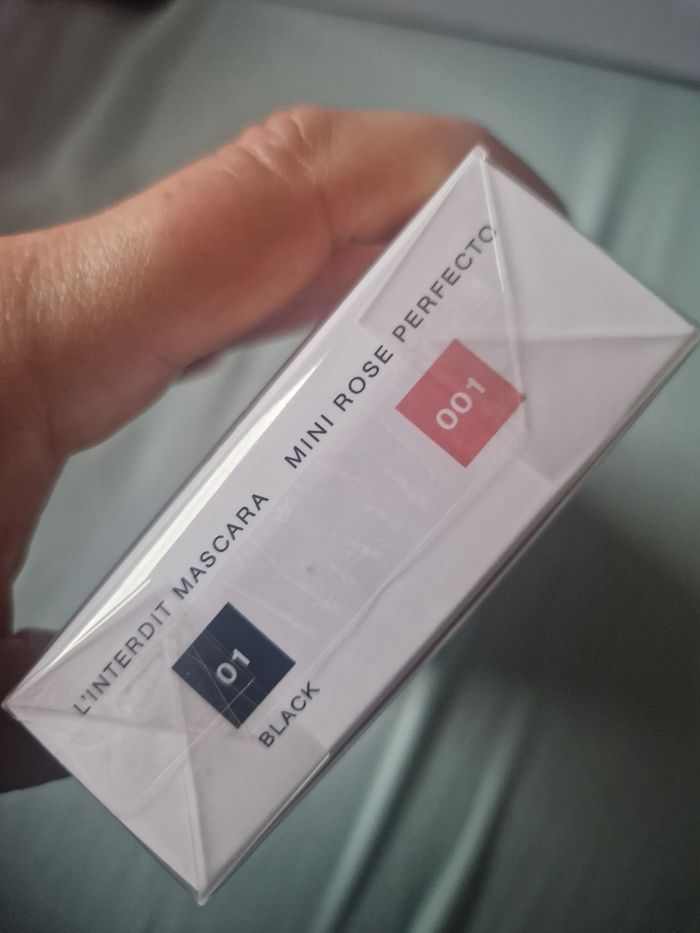 L'INTERDIT MASCARA
01
BLACK
MINI ROSE PERFECTO
001